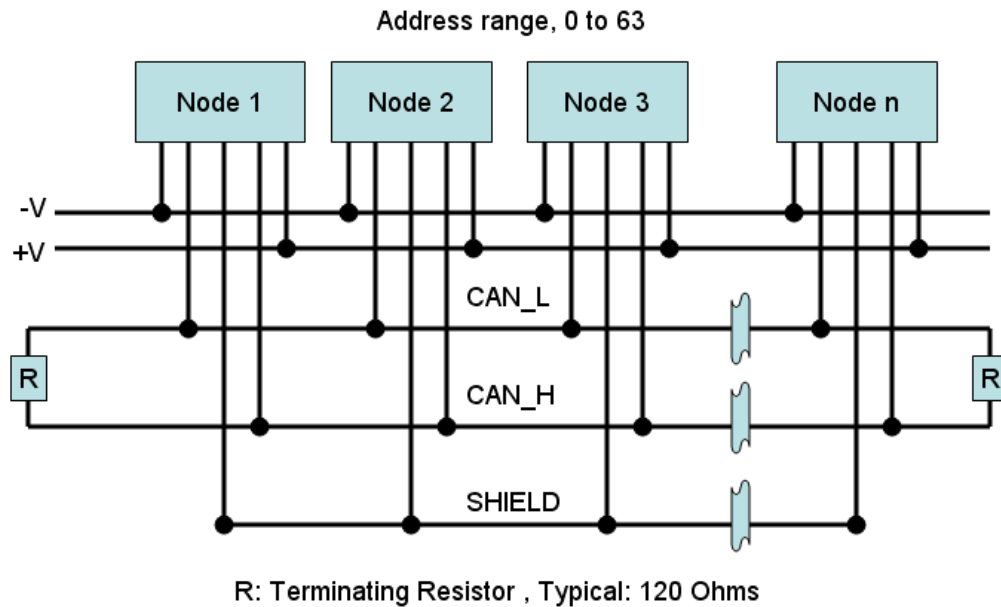 Address range, 0 to 63
Node 1
Node 2
Node 3
Node n
-V
+V
CAN_L
R
R
CAN_H
SHIELD
R: Terminating Resistor , Typical: 120 Ohms